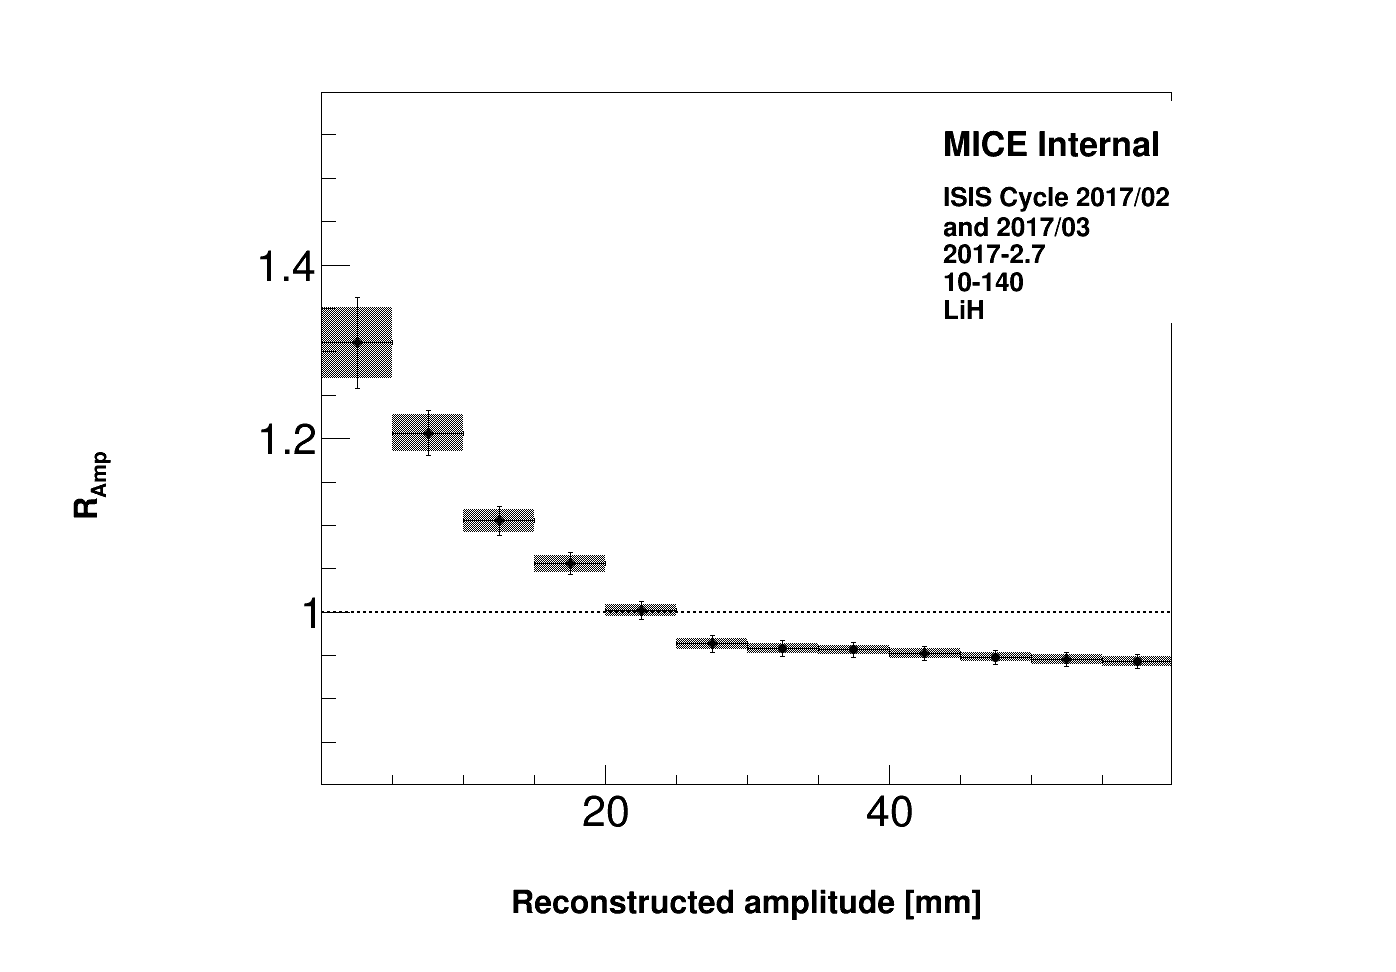 MICE Internal
ISIS Cycle 2017/02
and 2017/03
2017-2.7
10-140
LiH
1.4
1.2
1
R_Amp
20 40
Reconstructed amplitude [mm]